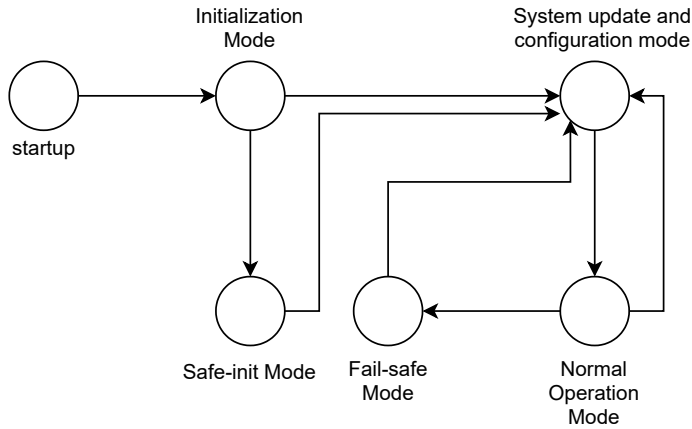 Initialization
Mode
System update and
configuration mode
startup
Safe-init Mode
Fail-safe
Mode
Normal
Operation
Mode